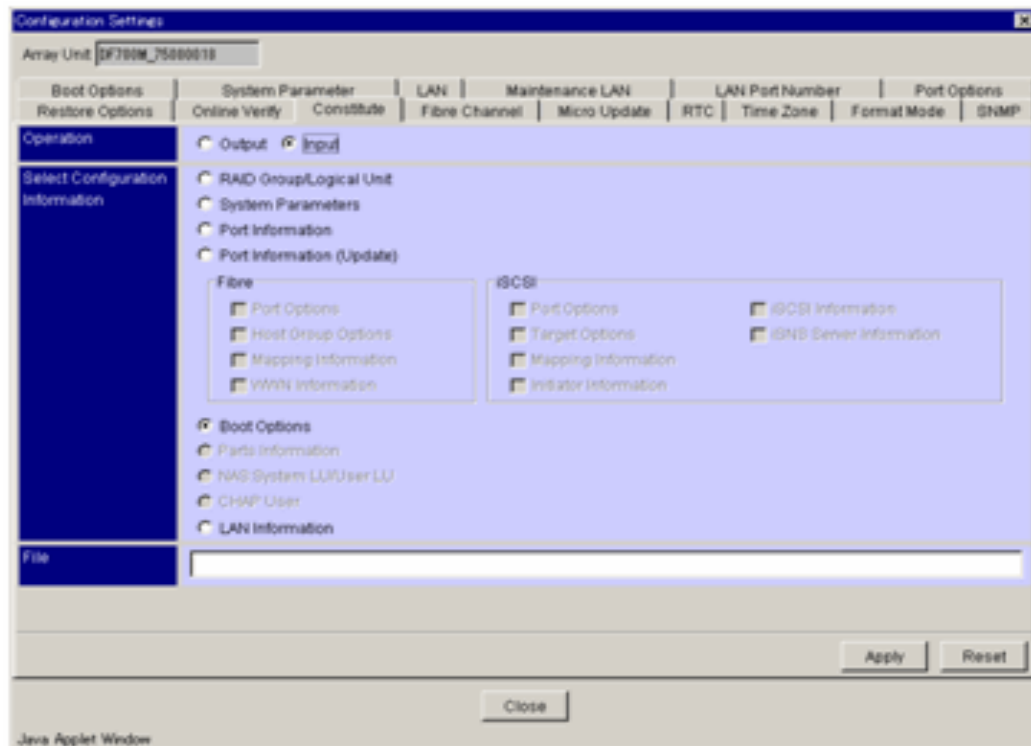 Configuration Settings
Array Unit DF700M_75000010
Boot Options System Parameter LAN Maintenance LAN LAN Port Number Port Options
Restore Options Online Verify Constitute Fibre Channel Micro Update RTC Time Zone Format Mode SNMP
Operation Output Input
Select Configuration Information
RAID Group/Logical Unit
System Parameters
Port Information
Port Information (Update)
Fibre iSCSI
Port Options Port Options iSCSI Information
Host Group Options Target Options iSNS Server Information
Mapping Information Mapping Information
WWN Information Initiator Information
Boot Options
Parts Information
NAS System LU/User LU
CHAP User
LAN Information
File
Apply Reset
Close
Java Applet Window